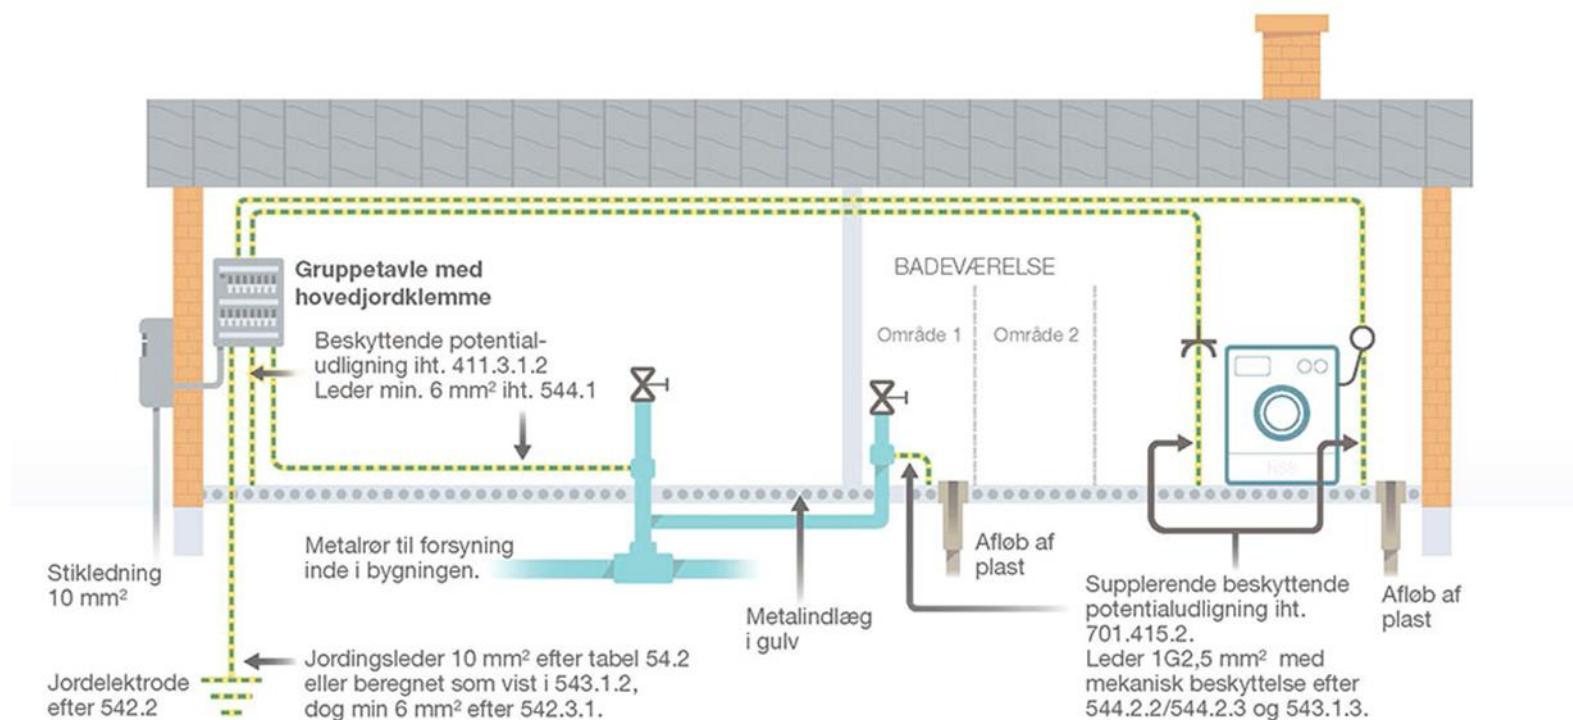 Gruppetavle med
hovedjordklemme
BADEVÆRELSE
Område 1
Område 2
Beskyttende potential-
udligning iht. 411.3.1.2
Leder min. 6 mm² iht. 544.1
Metalrør til forsyning
inde i bygningen.
Stikledning
10 mm²
Metalindlæg
i gulv
Afløb af
plast
Supplerende beskyttende
potentialudligning iht.
701.415.2.
Leder 1G2,5 mm² med
mekanisk beskyttelse efter
544.2.2/544.2.3 og 543.1.3.
Afløb af
plast
Jordelektrode
efter 542.2
Jordingsleder 10 mm² efter tabel 54.2
eller beregnet som vist i 543.1.2,
dog min 6 mm² efter 542.3.1.